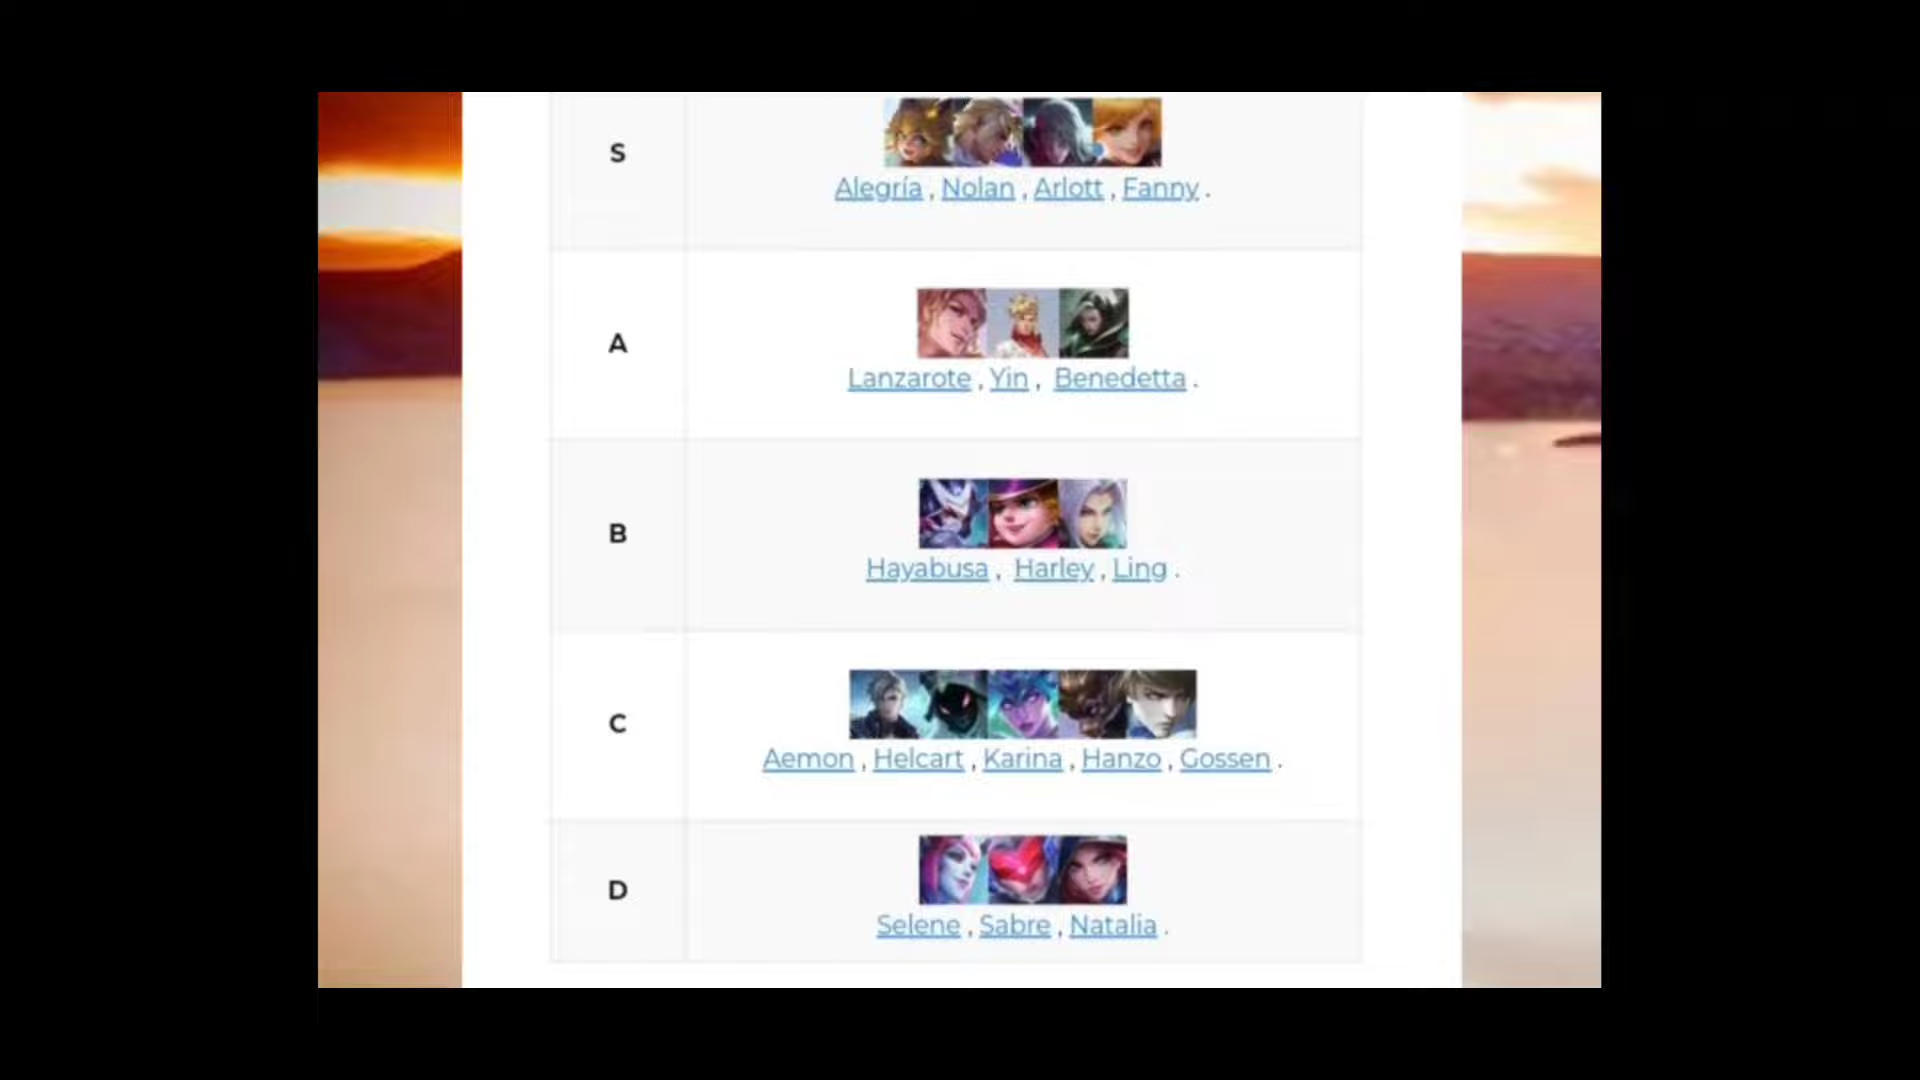 S
Alegría , Nolan , Arlott , Fanny .
A
Lanzarote , Yin , Benedetta .
B
Hayabusa , Harley , Ling .
C
Aemon , Helcart , Karina , Hanzo , Gossen .
D
Selene , Sabre , Natalia .